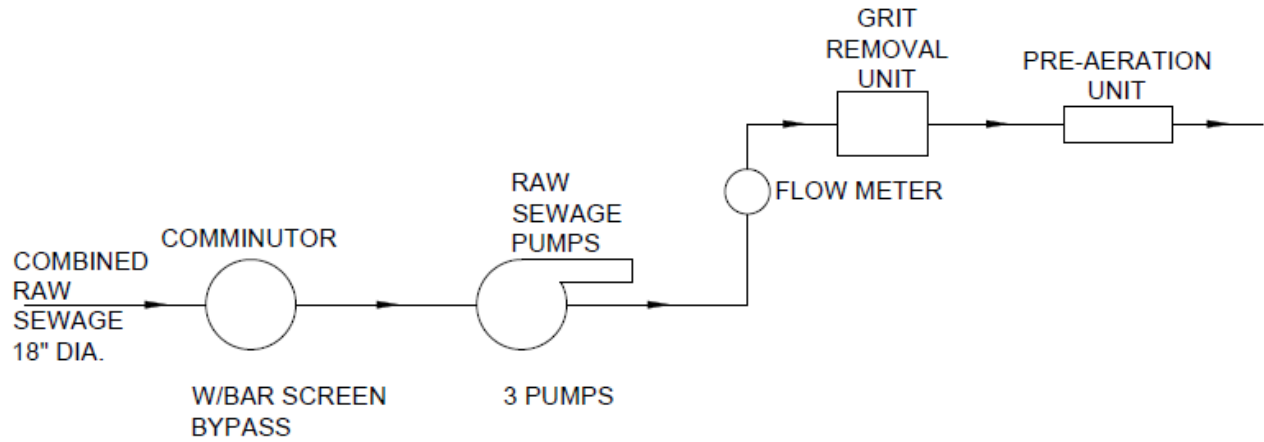 COMBINED
RAW
SEWAGE
18" DIA.
COMMINUTOR
W/BAR SCREEN
BYPASS
RAW
SEWAGE
PUMPS
3 PUMPS
FLOW METER
GRIT
REMOVAL
UNIT
PRE-AERATION
UNIT